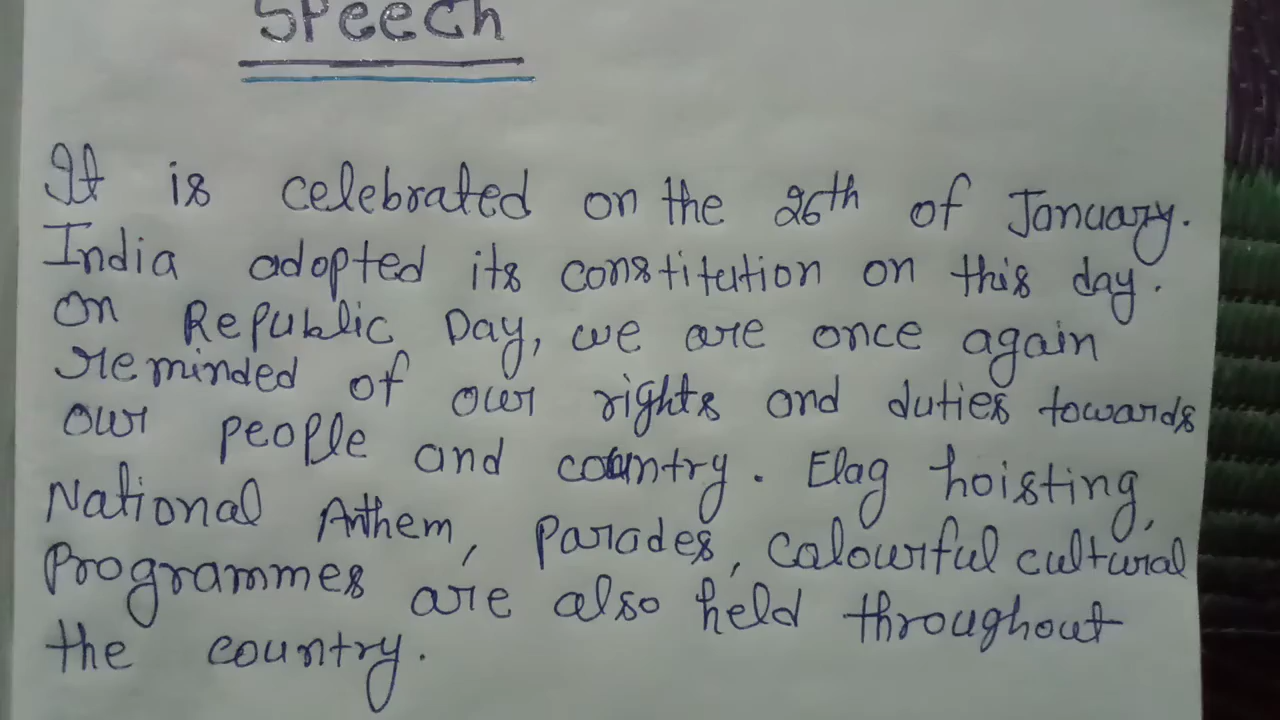 Speech
It is celebrated on the 26th of January.
India adopted its constitution on this day.
On Republic Day, we are once again
reminded of our rights and duties towards
our people and country. Elag hoisting,
National Anthem, Parades, Calourful cultural
Programmes are also held throughout
the country.